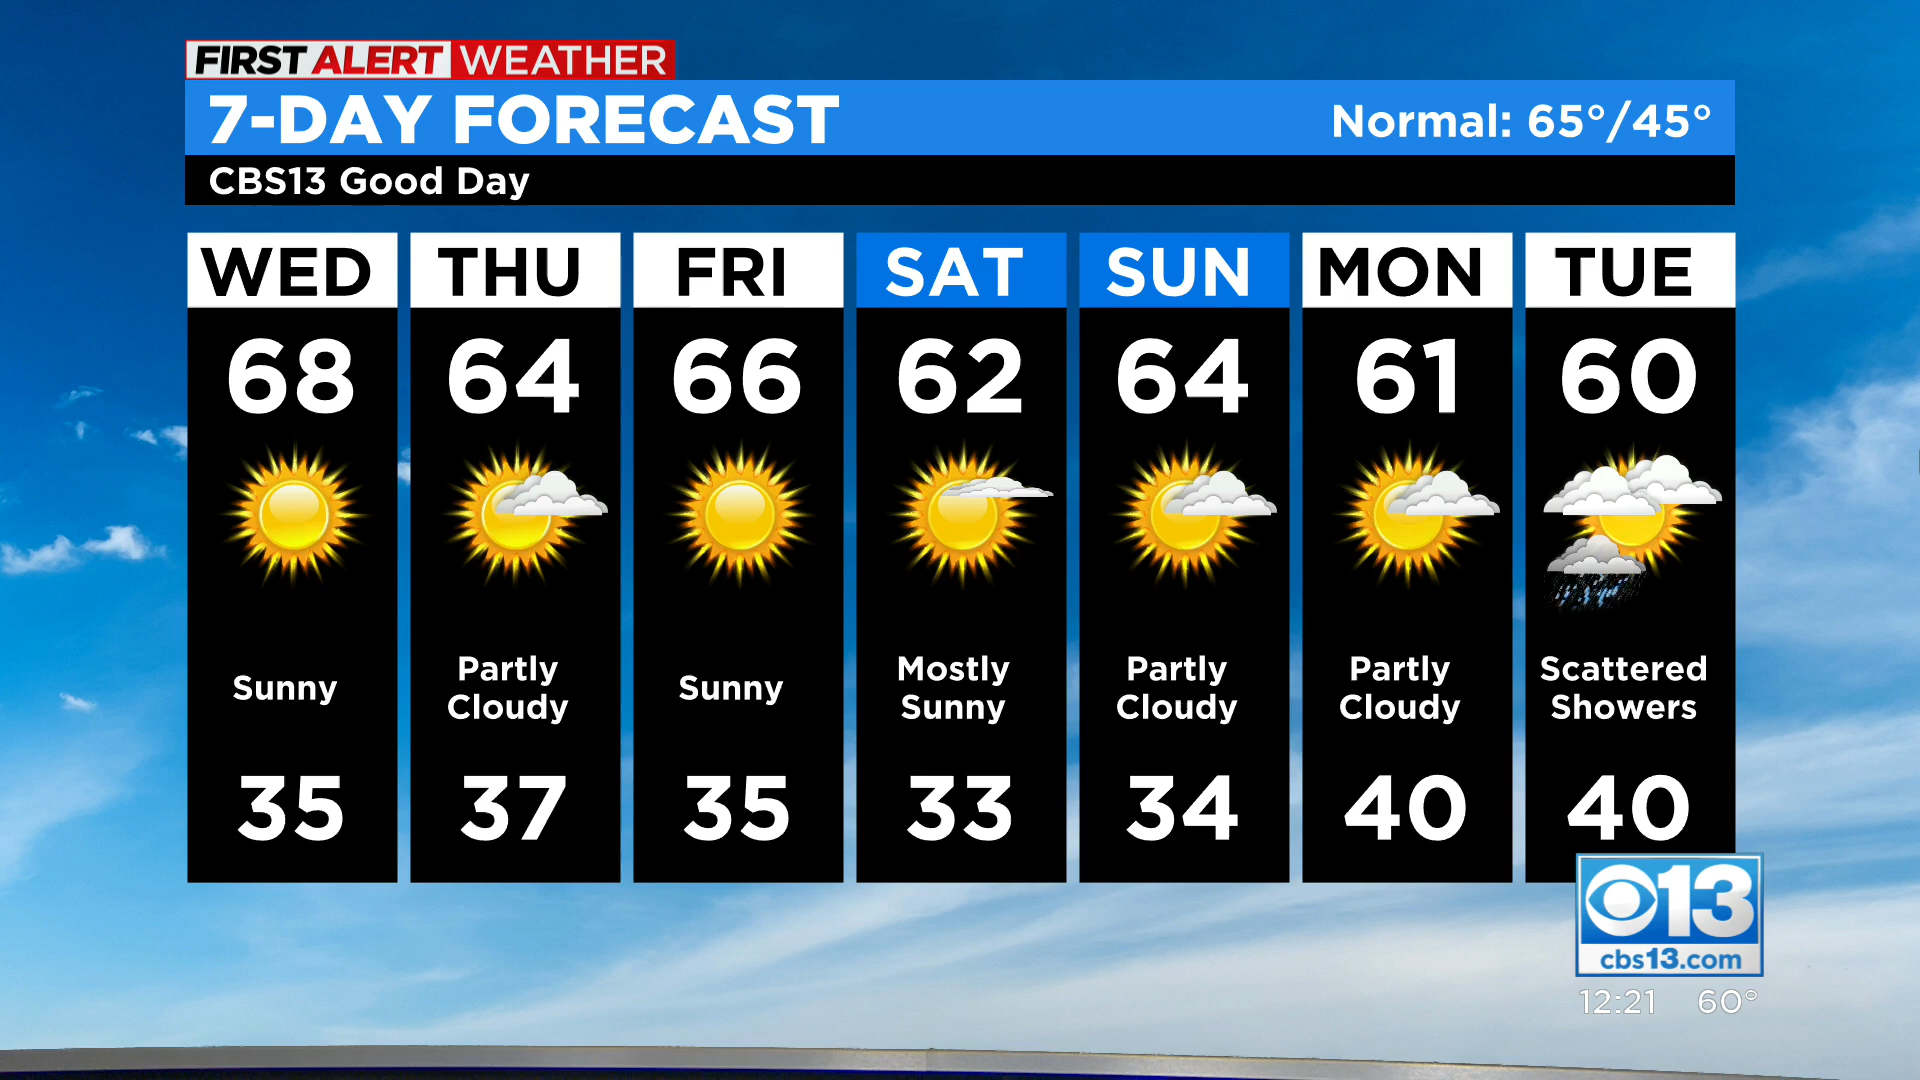 FIRST ALERT WEATHER
7-DAY FORECAST Normal: 65°/45°
CBS13 Good Day
WED THU FRI SAT SUN MON TUE
68 64 66 62 64 61 60
Sunny Partly Cloudy Sunny Mostly Sunny Partly Cloudy Partly Cloudy Scattered Showers
35 37 35 33 34 40 40
13
cbs13.com
12:21 60°